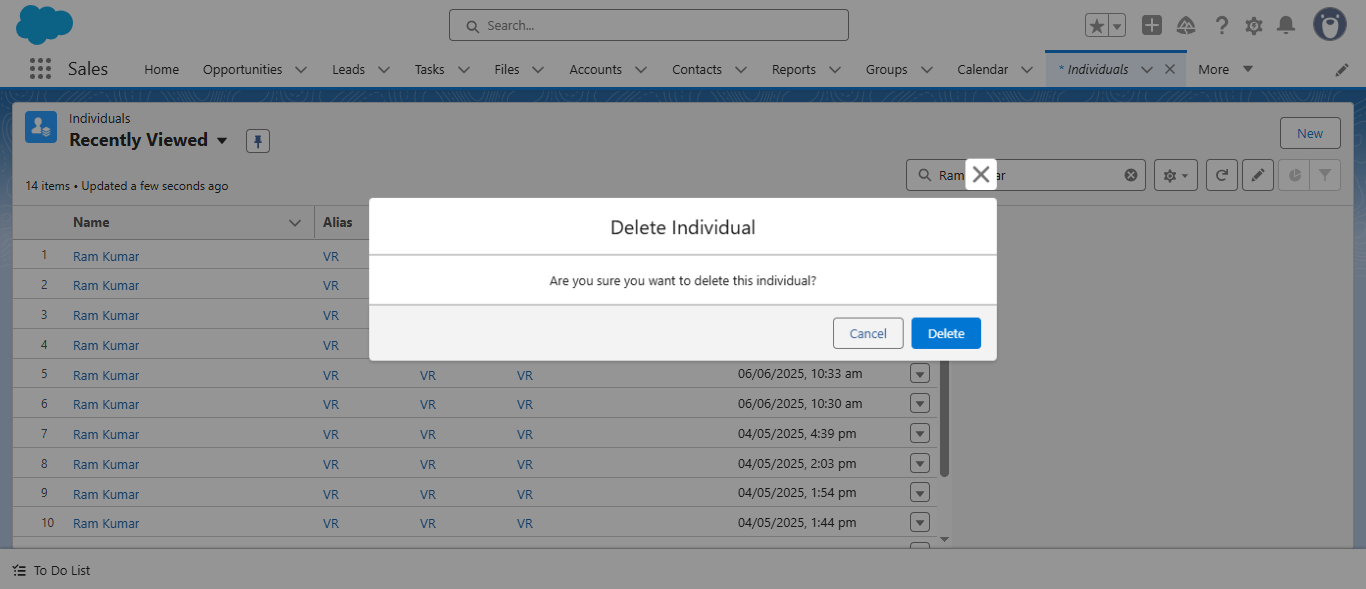 Search...
Sales Home Opportunities Leads Tasks Files Accounts Contacts Reports Groups Calendar * Individuals More
Individuals
Recently Viewed
New
14 items • Updated a few seconds ago
Name Alias
Delete Individual
Are you sure you want to delete this individual?
Cancel Delete
1 Ram Kumar VR
2 Ram Kumar VR
3 Ram Kumar VR
4 Ram Kumar VR
5 Ram Kumar VR VR VR 06/06/2025, 10:33 am
6 Ram Kumar VR VR VR 06/06/2025, 10:30 am
7 Ram Kumar VR VR VR 04/05/2025, 4:39 pm
8 Ram Kumar VR VR VR 04/05/2025, 2:03 pm
9 Ram Kumar VR VR VR 04/05/2025, 1:54 pm
10 Ram Kumar VR VR VR 04/05/2025, 1:44 pm
To Do List